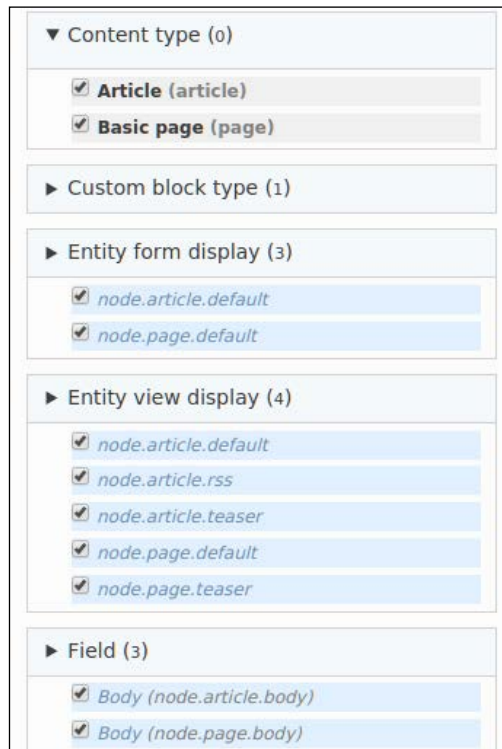 Content type (0)
Article (article)
Basic page (page)
Custom block type (1)
Entity form display (3)
node.article.default
node.page.default
Entity view display (4)
node.article.default
node.article.rss
node.article.teaser
node.page.default
node.page.teaser
Field (3)
Body (node.article.body)
Body (node.page.body)